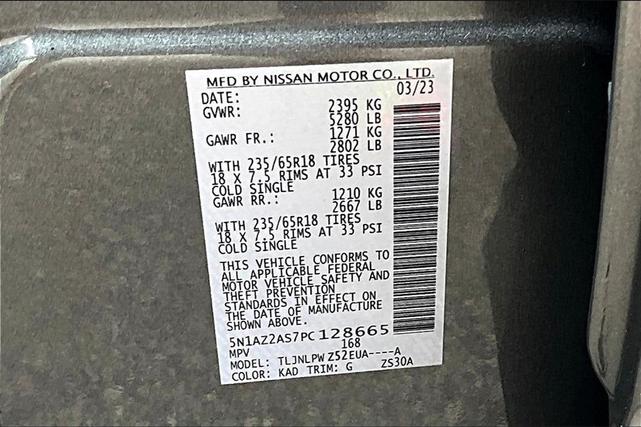 MFD BY NISSAN MOTOR CO., LTD.
DATE: 03/23
GVWR: 2395 KG
5280 LB
GAWR FR.: 1271 KG
2802 LB
WITH 235/65R18 TIRES
18 X 7.5 RIMS AT 33 PSI
COLD SINGLE
GAWR RR.: 1210 KG
2667 LB
WITH 235/65R18 TIRES
18 X 7.5 RIMS AT 33 PSI
COLD SINGLE
THIS VEHICLE CONFORMS TO
ALL APPLICABLE FEDERAL
MOTOR VEHICLE SAFETY AND
THEFT PREVENTION
STANDARDS IN EFFECT ON
THE DATE OF MANUFACTURE
SHOWN ABOVE.
5N1AZ2AS7PC128665
MPV 168
MODEL: TLJNLPW Z52EUA----A
COLOR: KAD TRIM: G ZS30A